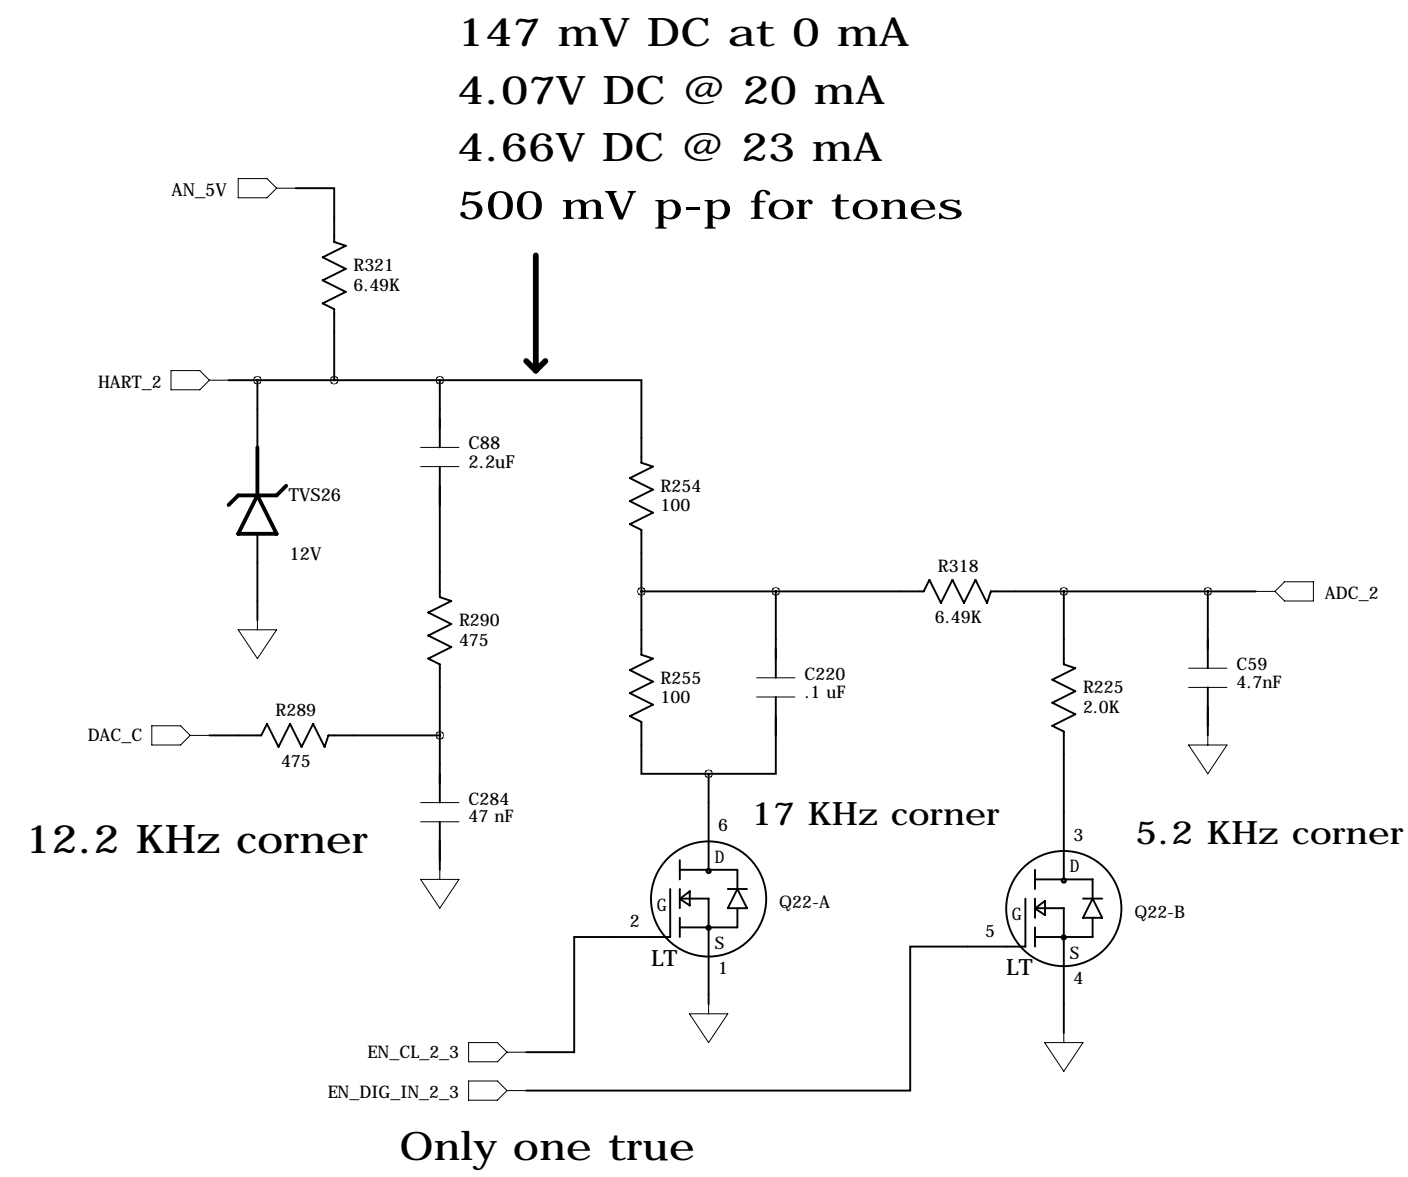 147 mV DC at 0 mA
4.07V DC @ 20 mA
4.66V DC @ 23 mA
500 mV p-p for tones
AN_5V
R321
6.49K
HART_2
C88
2.2uF
TVS26
12V
R254
100
R318
6.49K
ADC_2
R290
475
R255
100
C220
.1 uF
R225
2.0K
C59
4.7nF
DAC_C
R289
475
C284
47 nF
12.2 KHz corner
17 KHz corner
5.2 KHz corner
6
D
G
S
2
LT
1
Q22-A
3
D
G
S
5
LT
4
Q22-B
EN_CL_2_3
EN_DIG_IN_2_3
Only one true